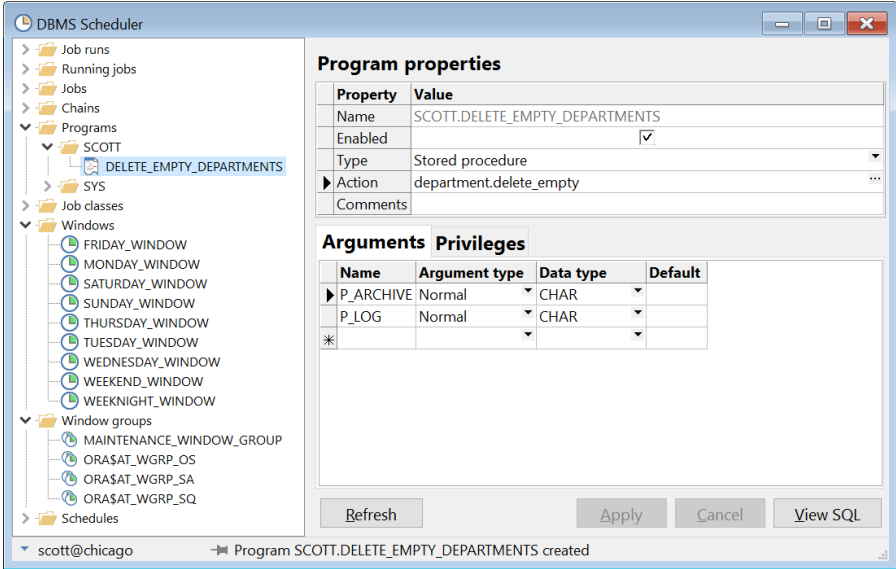 DBMS Scheduler
Job runs
Running jobs
Jobs
Chains
Programs
SCOTT
DELETE_EMPTY_DEPARTMENTS
SYS
Job classes
Windows
FRIDAY_WINDOW
MONDAY_WINDOW
SATURDAY_WINDOW
SUNDAY_WINDOW
THURSDAY_WINDOW
TUESDAY_WINDOW
WEDNESDAY_WINDOW
WEEKEND_WINDOW
WEEKNIGHT_WINDOW
Window groups
MAINTENANCE_WINDOW_GROUP
ORA$AT_WGRP_OS
ORA$AT_WGRP_SA
ORA$AT_WGRP_SQ
Schedules
Program properties
Property Value
Name SCOTT.DELETE_EMPTY_DEPARTMENTS
Enabled
Type Stored procedure
Action department.delete_empty ...
Comments
Arguments Privileges
Name Argument type Data type Default
P_ARCHIVE Normal CHAR
P_LOG Normal CHAR
Refresh Apply Cancel View SQL
scott@chicago Program SCOTT.DELETE_EMPTY_DEPARTMENTS created